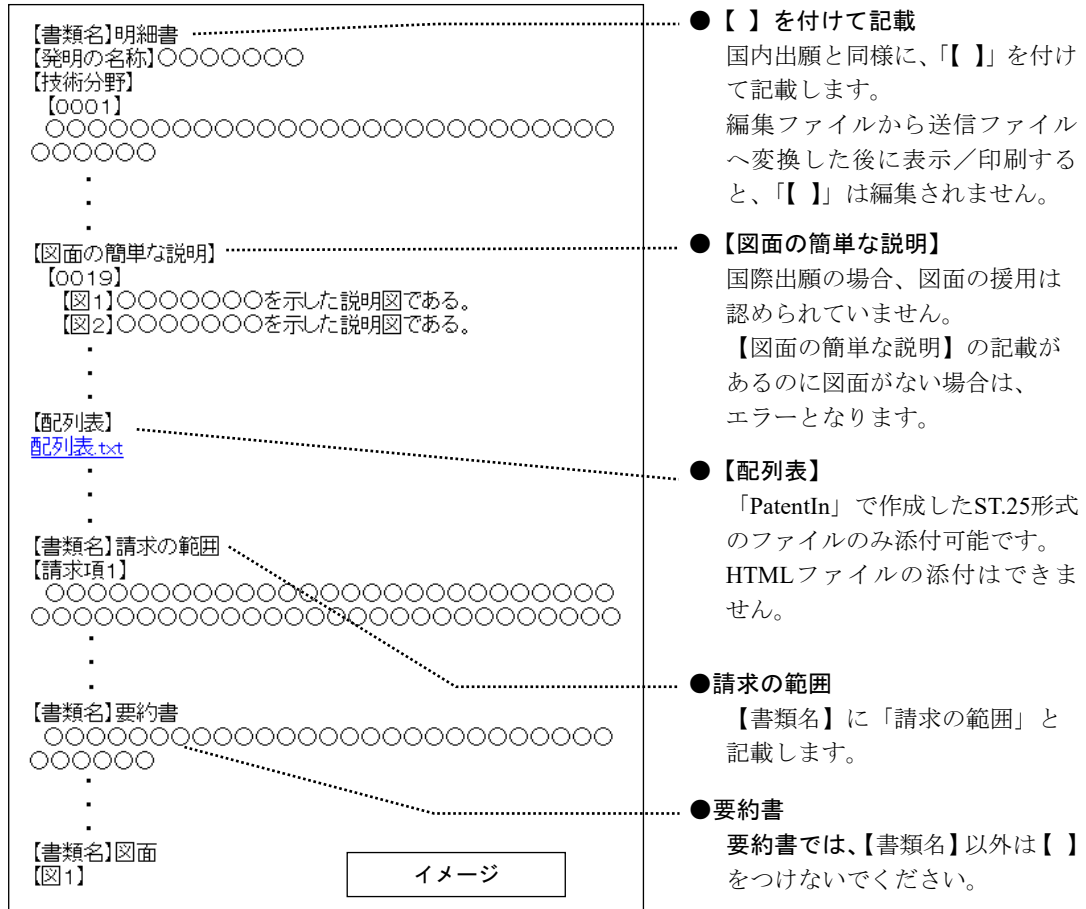 【書類名】明細書
【発明の名称】○○○○○○○
【技術分野】
【0001】
○○○○○○○○○○○○○○○○○○○○○○○○○○○
○○○○○○
・
・
・
【図面の簡単な説明】
【0019】
【図1】○○○○○○○を示した説明図である。
【図2】○○○○○○○を示した説明図である。
・
・
・
【配列表】
配列表.txt
・
・
・
【書類名】請求の範囲
【請求項1】
○○○○○○○○○○○○○○○○○○○○○○○○○○○
○○○○○○○○○○○○○○○○○○○○○○○○○○○○
・
・
・
【書類名】要約書
○○○○○○○○○○○○○○○○○○○○○○○○○○○
○○○○○○
・
・
・
【書類名】図面
【図1】
イメージ
●【 】を付けて記載
国内出願と同様に、「【 】」を付け
て記載します。
編集ファイルから送信ファイル
へ変換した後に表示／印刷する
と、「【 】」は編集されません。
●【図面の簡単な説明】
国際出願の場合、図面の援用は
認められていません。
【図面の簡単な説明】の記載が
あるのに図面がない場合は、
エラーとなります。
●【配列表】
「PatentIn」で作成したST.25形式
のファイルのみ添付可能です。
HTMLファイルの添付はできま
せん。
●請求の範囲
【書類名】に「請求の範囲」と
記載します。
●要約書
要約書では、【書類名】以外は【 】
をつけないでください。